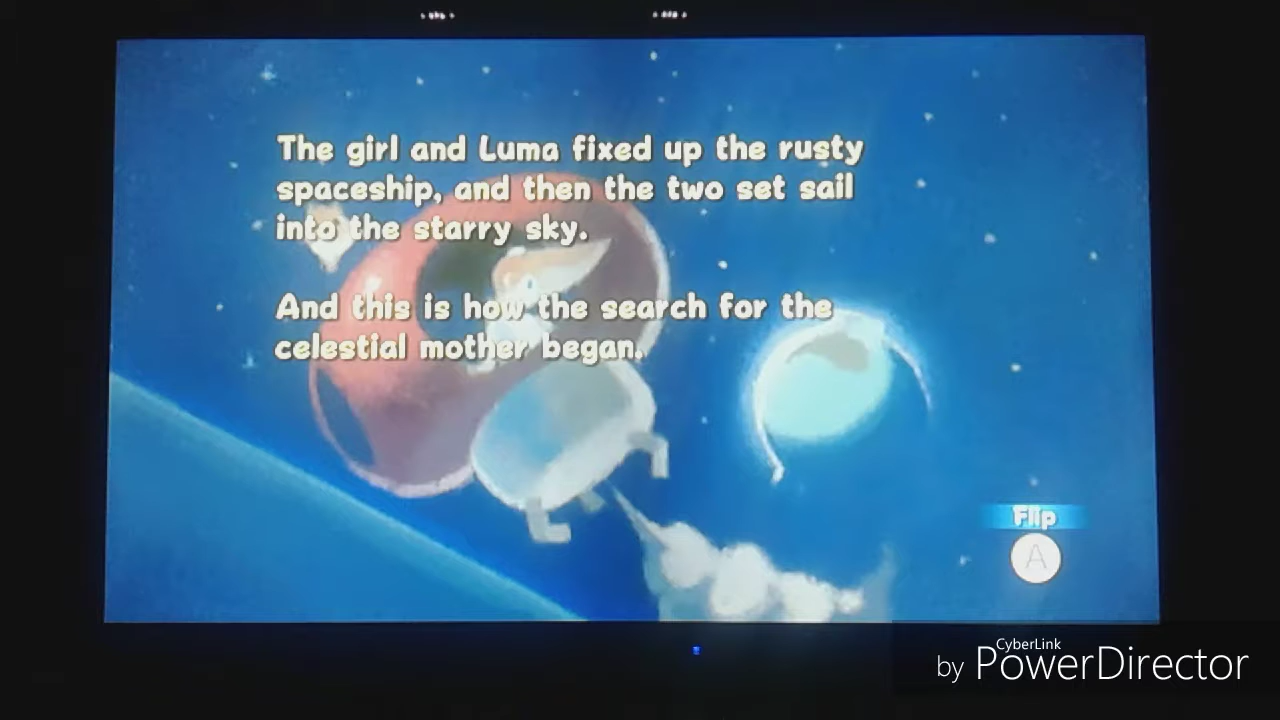 The girl and Luma fixed up the rusty
spaceship, and then the two set sail
into the starry sky.
And this is how the search for the
celestial mother began.
Flip
A
CyberLink
by PowerDirector